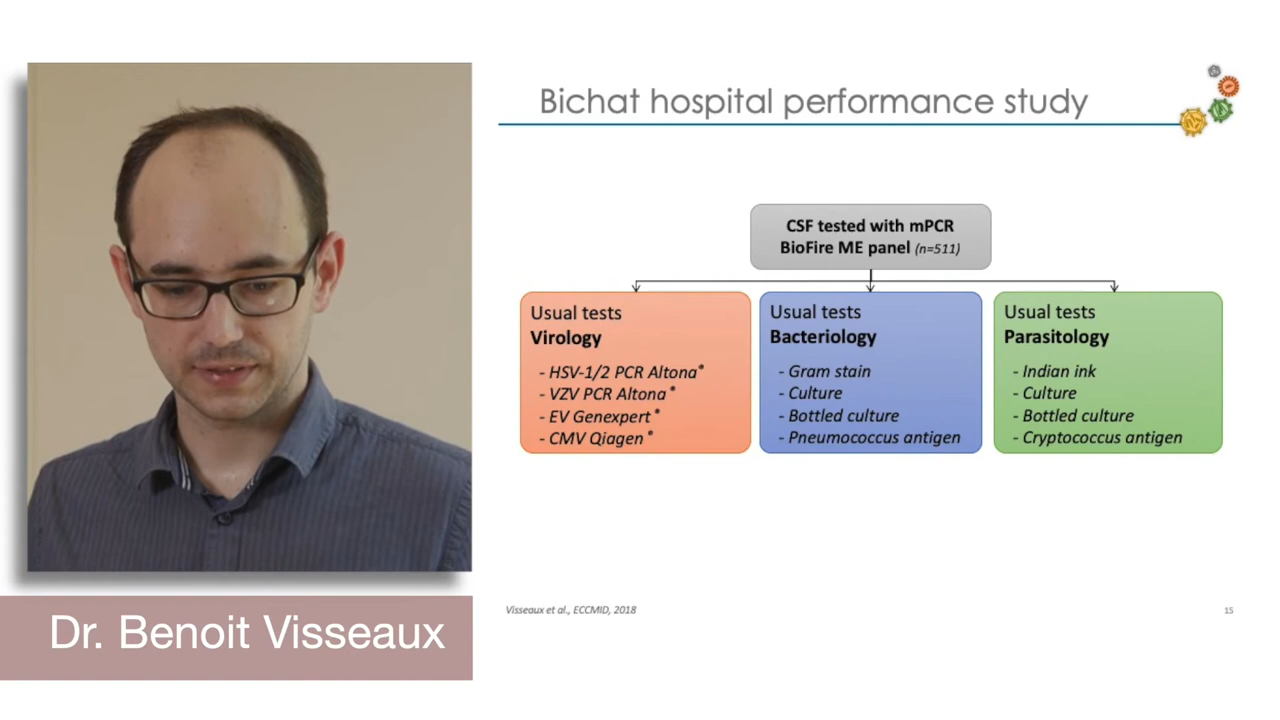 Bichat hospital performance study
CSF tested with mPCR
BioFire ME panel (n=511)
Usual tests
Virology
- HSV-1/2 PCR Altona*
- VZV PCR Altona*
- EV Genexpert*
- CMV Qiagen*
Usual tests
Bacteriology
- Gram stain
- Culture
- Bottled culture
- Pneumococcus antigen
Usual tests
Parasitology
- Indian ink
- Culture
- Bottled culture
- Cryptococcus antigen
Visseaux et al., ECCMID, 2018
15
Dr. Benoit Visseaux